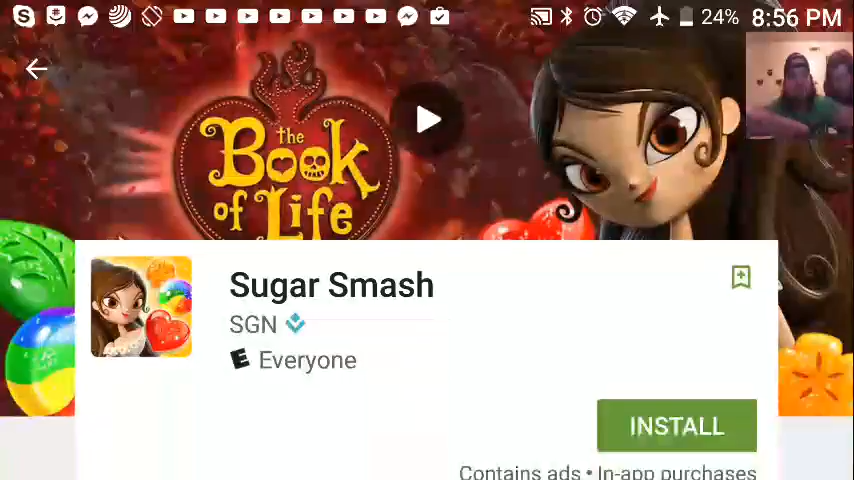 24% 8:56 PM
the
Book
of Life
Sugar Smash
SGN
E Everyone
INSTALL
Contains ads • In-app purchases